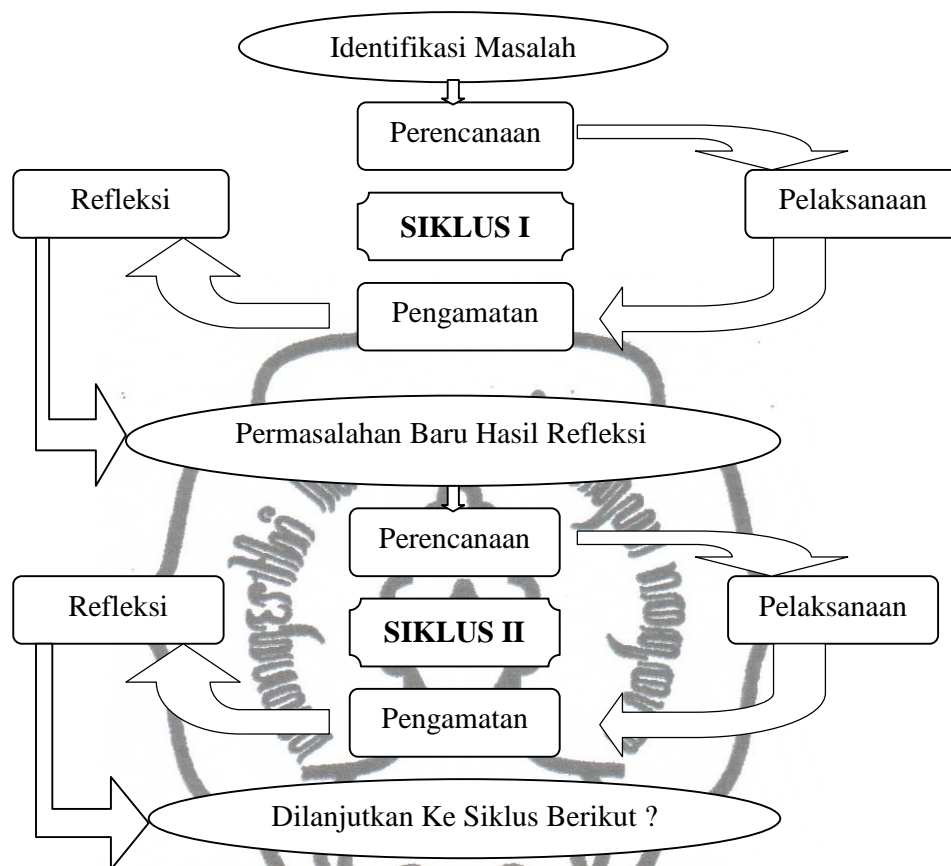 Identifikasi Masalah
Perencanaan
Refleksi
Pelaksanaan
SIKLUS I
Pengamatan
Permasalahan Baru Hasil Refleksi
Perencanaan
Refleksi
Pelaksanaan
SIKLUS II
Pengamatan
Dilanjutkan Ke Siklus Berikut ?